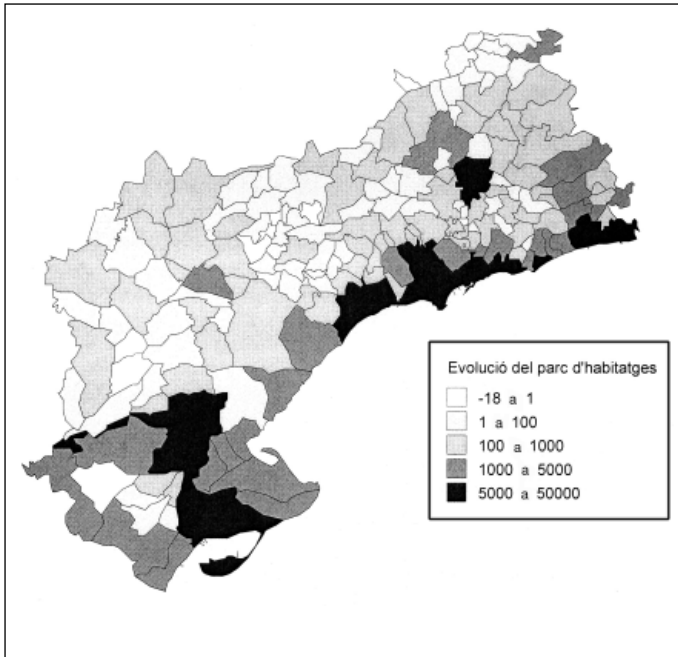 Evolució del parc d'habitatges
-18 a 1
1 a 100
100 a 1000
1000 a 5000
5000 a 50000